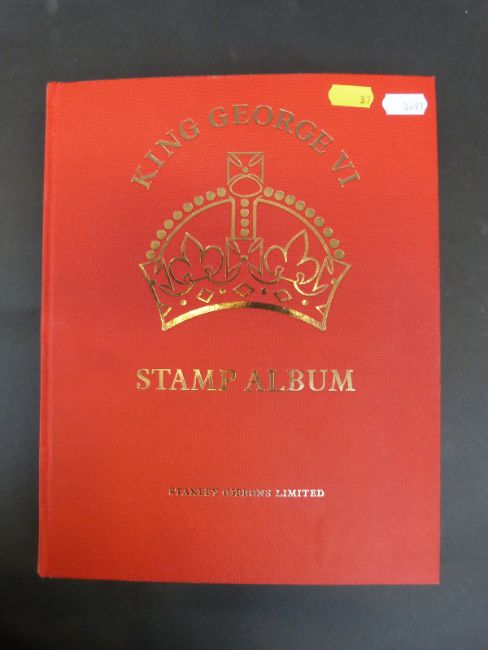 KING GEORGE VI
STAMP ALBUM
STANLEY GIBBONS LIMITED